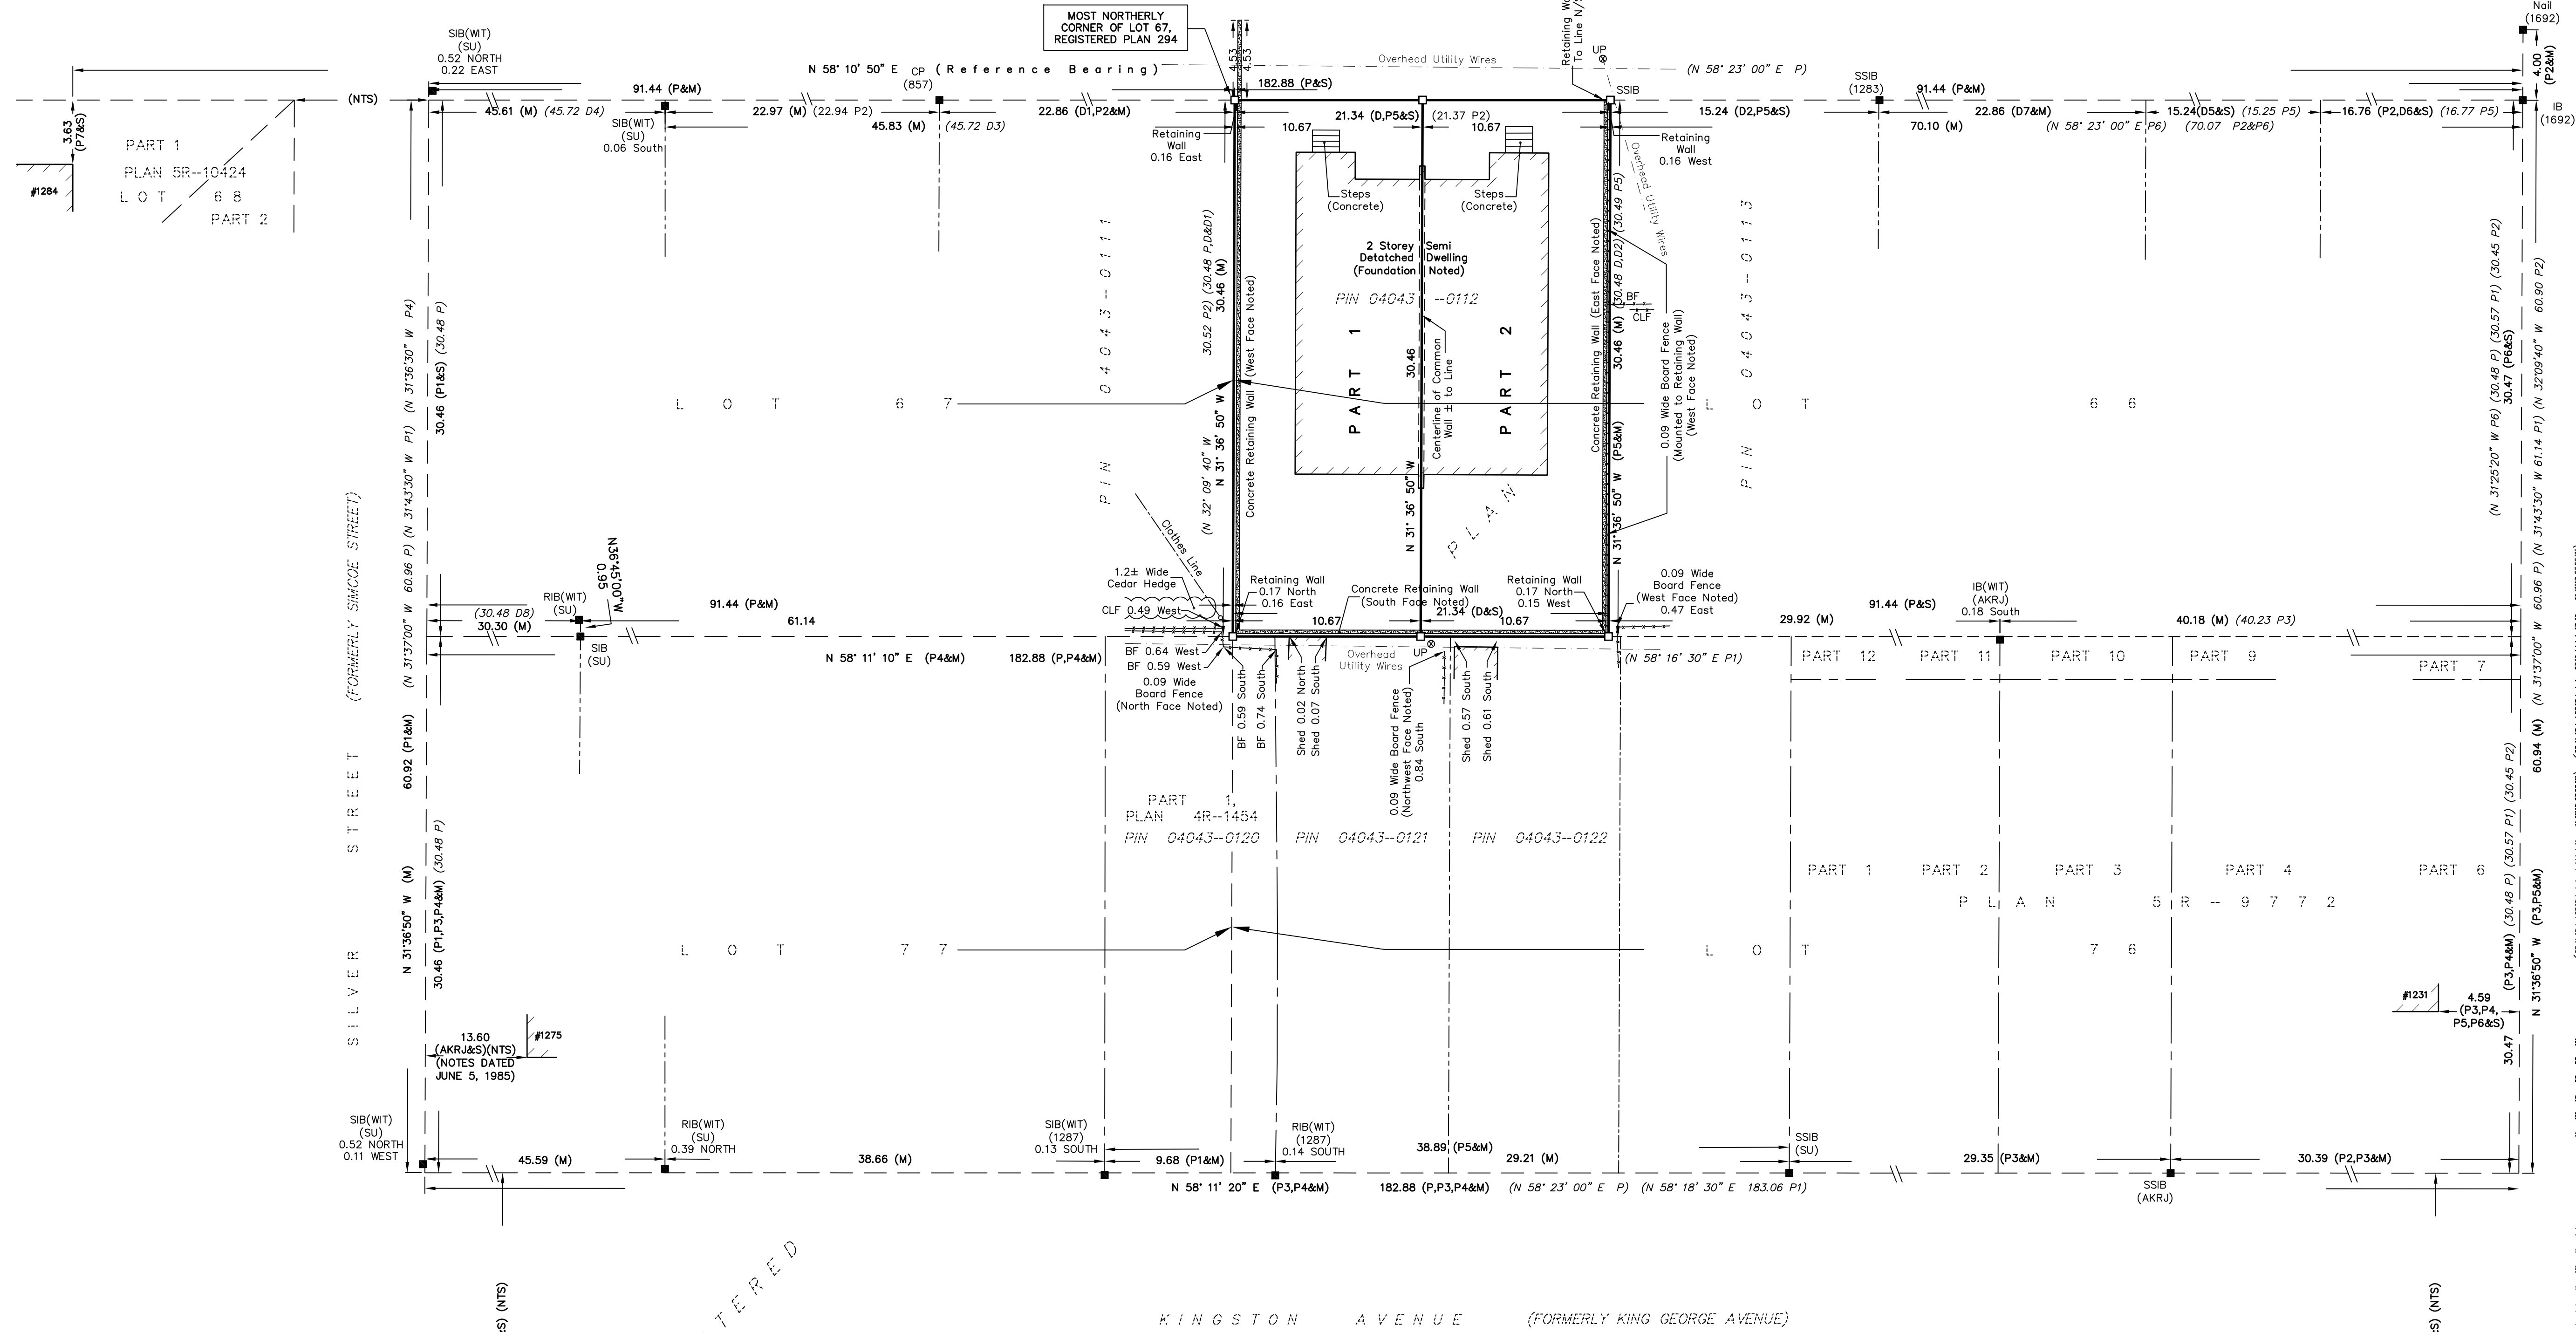 MOST NORTHERLY
CORNER OF LOT 67,
REGISTERED PLAN 294
SIB(WIT)
(SU)
0.52 NORTH
0.22 EAST
N 58° 10' 50" E (Reference Bearing)
CP
(857)
4.53
4.53
Overhead Utility Wires
UP
(N 58° 23' 00" E P)
SSIB
Nail
(1692)
4.00
(P2&M)
IB
(1692)
3.63
(P7&S)
(NTS)
91.44 (P&M)
182.88 (P&S)
SSIB
(1283)
91.44 (P&M)
45.61 (M) (45.72 D4)
22.97 (M) (22.94 P2)
22.86 (D1,P2&M)
21.34 (D,P5&S) (21.37 P2)
15.24 (D2,P5&S)
22.86 (D7&M)
15.24(D5&S) (15.25 P5)
16.76 (P2,D6&S) (16.77 P5)
SIB(WIT)
(SU)
0.06 South
45.83 (M) (45.72 D3)
10.67
10.67
70.10 (M)
(N 58° 23' 00" E P6) (70.07 P2&P6)
Retaining
Wall
0.16 East
Retaining
Wall
0.16 West
PART 1
PLAN 5R--10424
LOT 68
PART 2
#1284
Steps
(Concrete)
Steps
(Concrete)
Overhead Utility Wires
2 Storey Semi
Detatched Dwelling
(Foundation Noted)
PIN 04043 --0112
PART 1
PART 2
30.46
Centerline of Common
Wall ± to Line
N 31° 36' 50" W
BF
CLF
PIN 04043--0111
PIN 04043--0113
30.52 P2) (30.48 P,D&D1)
30.46 (M)
(N 32° 09' 40" W
N 31° 36' 50" W
Concrete Retaining Wall (West Face Noted)
Concrete Retaining Wall (East Face Noted)
30.46 (M) (30.48 D,D2) (30.49 P5)
N 31° 36' 50" W (P5&M)
0.09 Wide Board Fence
(Mounted to Retaining Wall)
(West Face Noted)
LOT 67
LOT 66
(N 31°37'00" W 60.96 P) (N 31°43'30" W P1) (N 31°36'30" W P4)
30.46 (P1&S) (30.48 P)
(N 31°25'20" W P6) (30.48 P) (30.57 P1) (30.45 P2)
30.47 (P6&S)
(N 31°37'00" W 60.96 P) (N 31°43'30" W 61.14 P1) (N 32°09'40" W 60.90 P2)
SILVER STREET (FORMERLY SIMCOE STREET)
PLAN
Clothes Line
N36°45'00"W
0.95
RIB(WIT)
(SU)
(30.48 D8)
30.30 (M)
91.44 (P&M)
61.14
SIB
(SU)
1.2± Wide
Cedar Hedge
CLF 0.49 West
Retaining Wall
0.17 North
0.16 East
Concrete Retaining Wall
(South Face Noted)
21.34 (D&S)
10.67
10.67
Retaining Wall
0.17 North
0.15 West
0.09 Wide
Board Fence
(West Face Noted)
0.47 East
IB(WIT)
(AKRJ)
0.18 South
91.44 (P&S)
29.92 (M)
40.18 (M) (40.23 P3)
N 58° 11' 10" E (P4&M)
182.88 (P,P4&M)
BF 0.64 West
BF 0.59 West
0.09 Wide
Board Fence
(North Face Noted)
Overhead
Utility Wires
UP
(N 58° 16' 30" E P1)
BF 0.59 South
BF 0.74 South
Shed 0.02 North
Shed 0.07 South
0.09 Wide Board Fence
(Northwest Face Noted)
0.84 South
Shed 0.57 South
Shed 0.61 South
PART 12
PART 11
PART 10
PART 9
PART 7
60.92 (P1&M)
N 31°36'50" W (M)
30.46 (P1,P3,P4&M) (30.48 P)
PART 1,
PLAN 4R--1454
PIN 04043--0120
PIN 04043--0121
PIN 04043--0122
PART 1
PART 2
PART 3
PART 4
PART 6
PLAN 5R--9772
LOT 77
LOT 76
30.47 (P3,P4&M) (30.48 P) (30.57 P1) (30.45 P2)
60.94 (M)
N 31°36'50" W (P3,P5&M)
13.60
(AKRJ&S)(NTS)
(NOTES DATED
JUNE 5, 1985)
#1275
#1231
4.59
(P3,P4,
P5,P6&S)
SIB(WIT)
(SU)
0.52 NORTH
0.11 WEST
RIB(WIT)
(SU)
0.39 NORTH
SIB(WIT)
(1287)
0.13 SOUTH
RIB(WIT)
(1287)
0.14 SOUTH
SSIB
(SU)
45.59 (M)
38.66 (M)
9.68 (P1&M)
38.89 (P5&M)
29.21 (M)
29.35 (P3&M)
30.39 (P2,P3&M)
N 58° 11' 20" E (P3,P4&M)
182.88 (P,P3,P4&M)
(N 58° 23' 00" E P) (N 58° 18' 30" E 183.06 P1)
SSIB
(AKRJ)
TERED
(NTS)
(NTS)
KINGSTON AVENUE (FORMERLY KING GEORGE AVENUE)